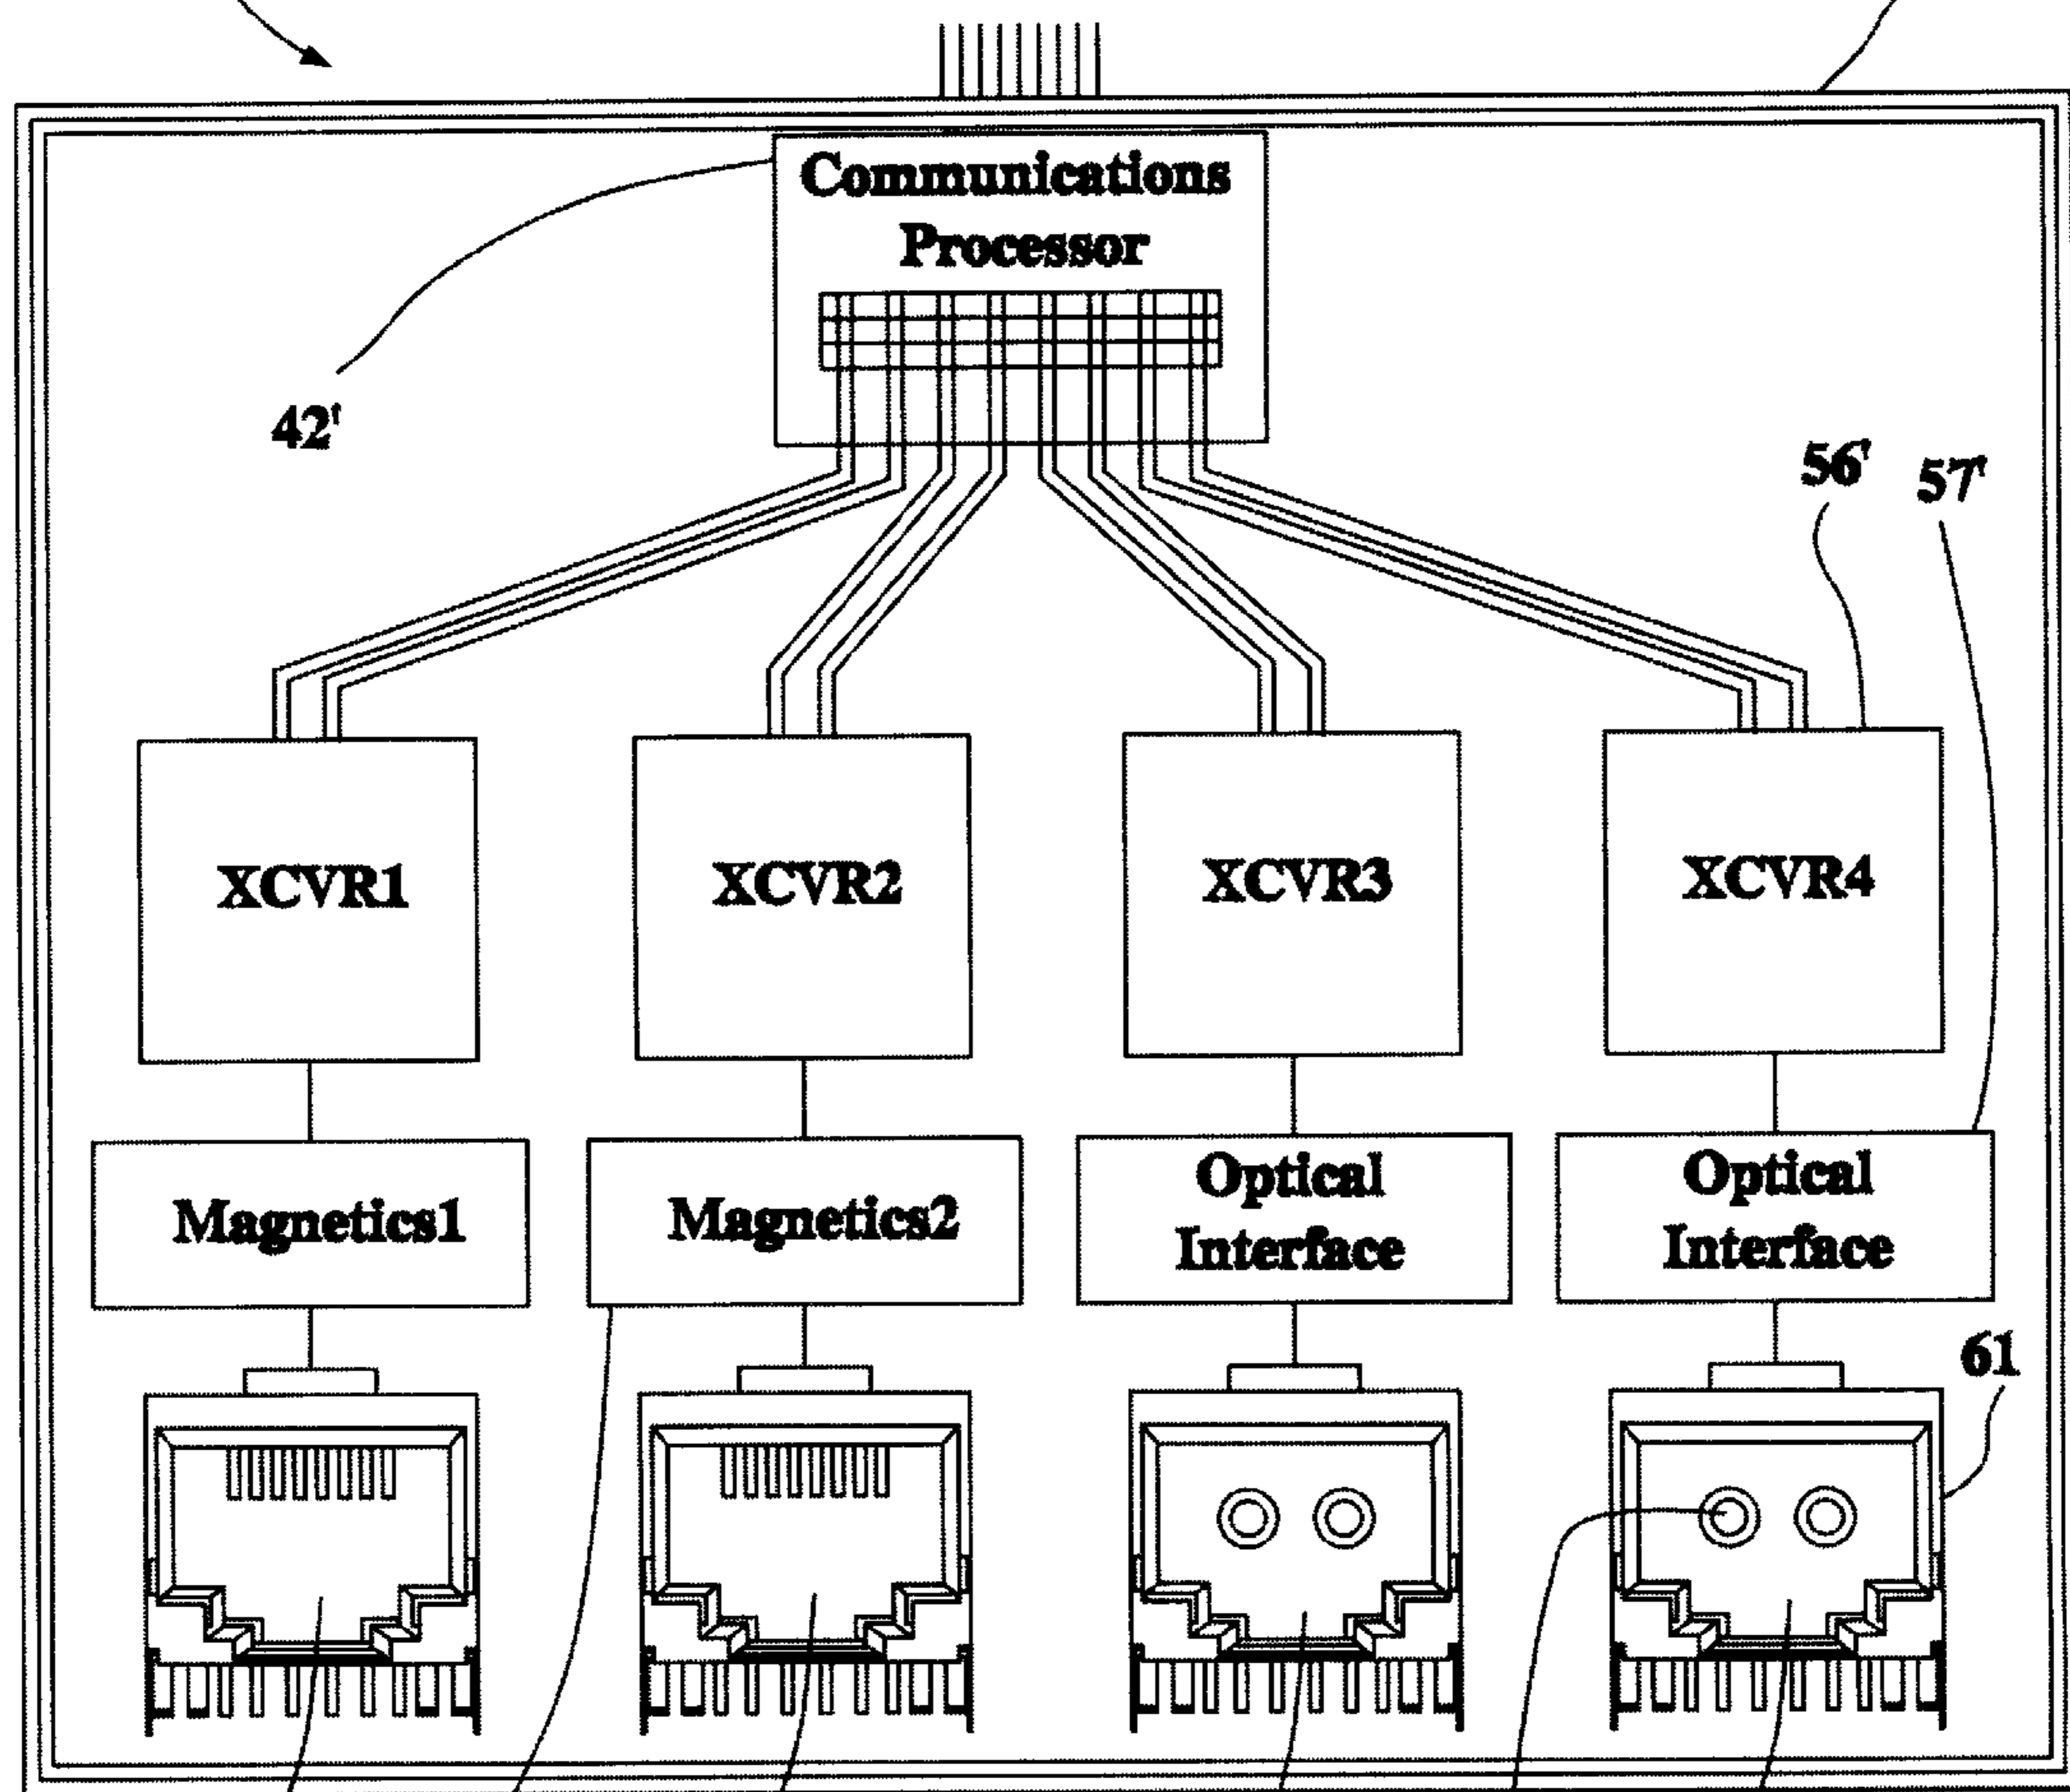 Communications
Processor
42'
56'
57'
XCVR1
XCVR2
XCVR3
XCVR4
Magnetics1
Magnetics2
Optical
Interface
Optical
Interface
61